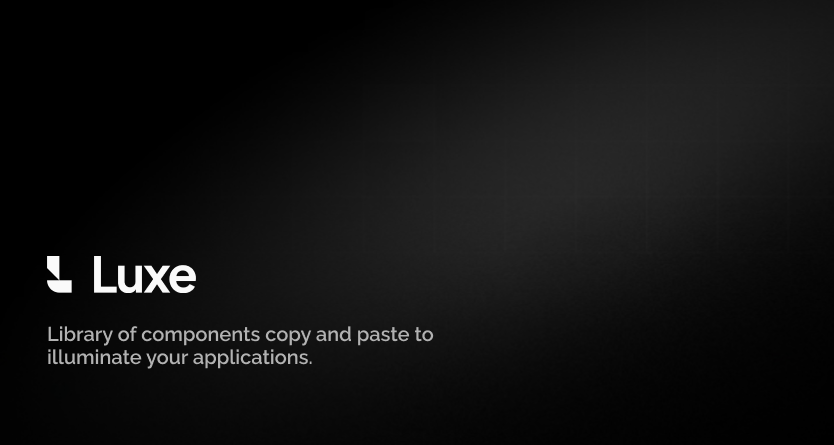 Luxe
Library of components copy and paste to
illuminate your applications.